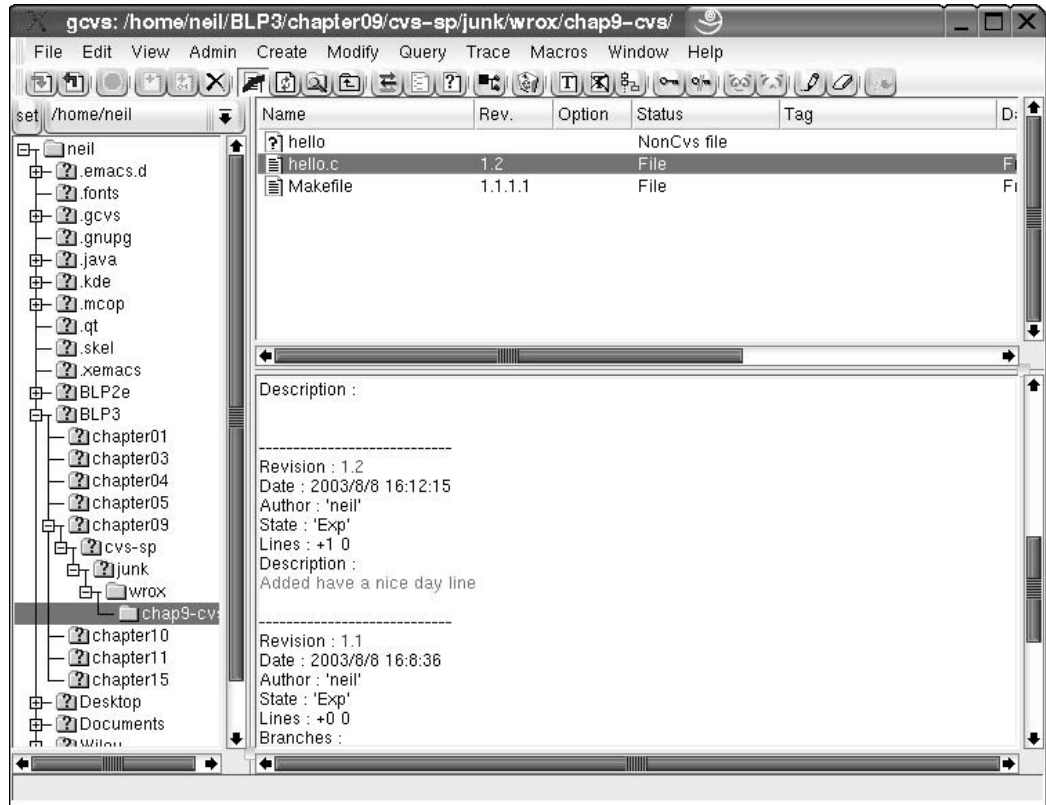 gcvs: /home/neil/BLP3/chapter09/cvs-sp/junk/wrox/chap9-cvs/
File Edit View Admin Create Modify Query Trace Macros Window Help
set /home/neil
neil
.emacs.d
.fonts
.gcvs
.gnupg
.java
.kde
.mcop
.qt
.skel
.xemacs
BLP2e
BLP3
chapter01
chapter03
chapter04
chapter05
chapter09
cvs-sp
junk
wrox
chap9-cv
chapter10
chapter11
chapter15
Desktop
Documents
Name Rev. Option Status Tag
hello NonCvs file
hello.c 1.2 File
Makefile 1.1.1.1 File
Description :
---------------------------
Revision : 1.2
Date : 2003/8/8 16:12:15
Author : 'neil'
State : 'Exp'
Lines : +1 0
Description :
Added have a nice day line
---------------------------
Revision : 1.1
Date : 2003/8/8 16:8:36
Author : 'neil'
State : 'Exp'
Lines : +0 0
Branches :